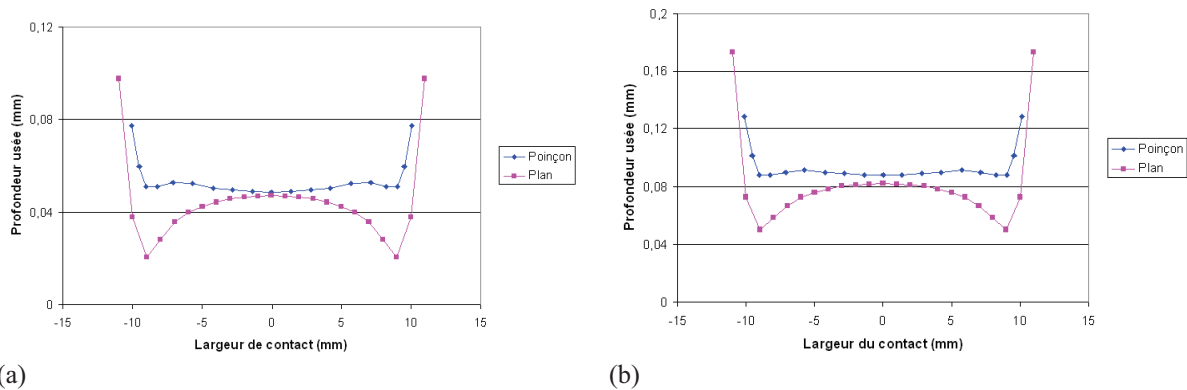 0,12
0,08
0,04
0
-15 -10 -5 0 5 10 15
Profondeur usée (mm)
Largeur de contact (mm)
Poinçon
Plan
(a)
0,2
0,16
0,12
0,08
0,04
0
-15 -10 -5 0 5 10 15
Profondeur usée (mm)
Largeur du contact (mm)
Poinçon
Plan
(b)